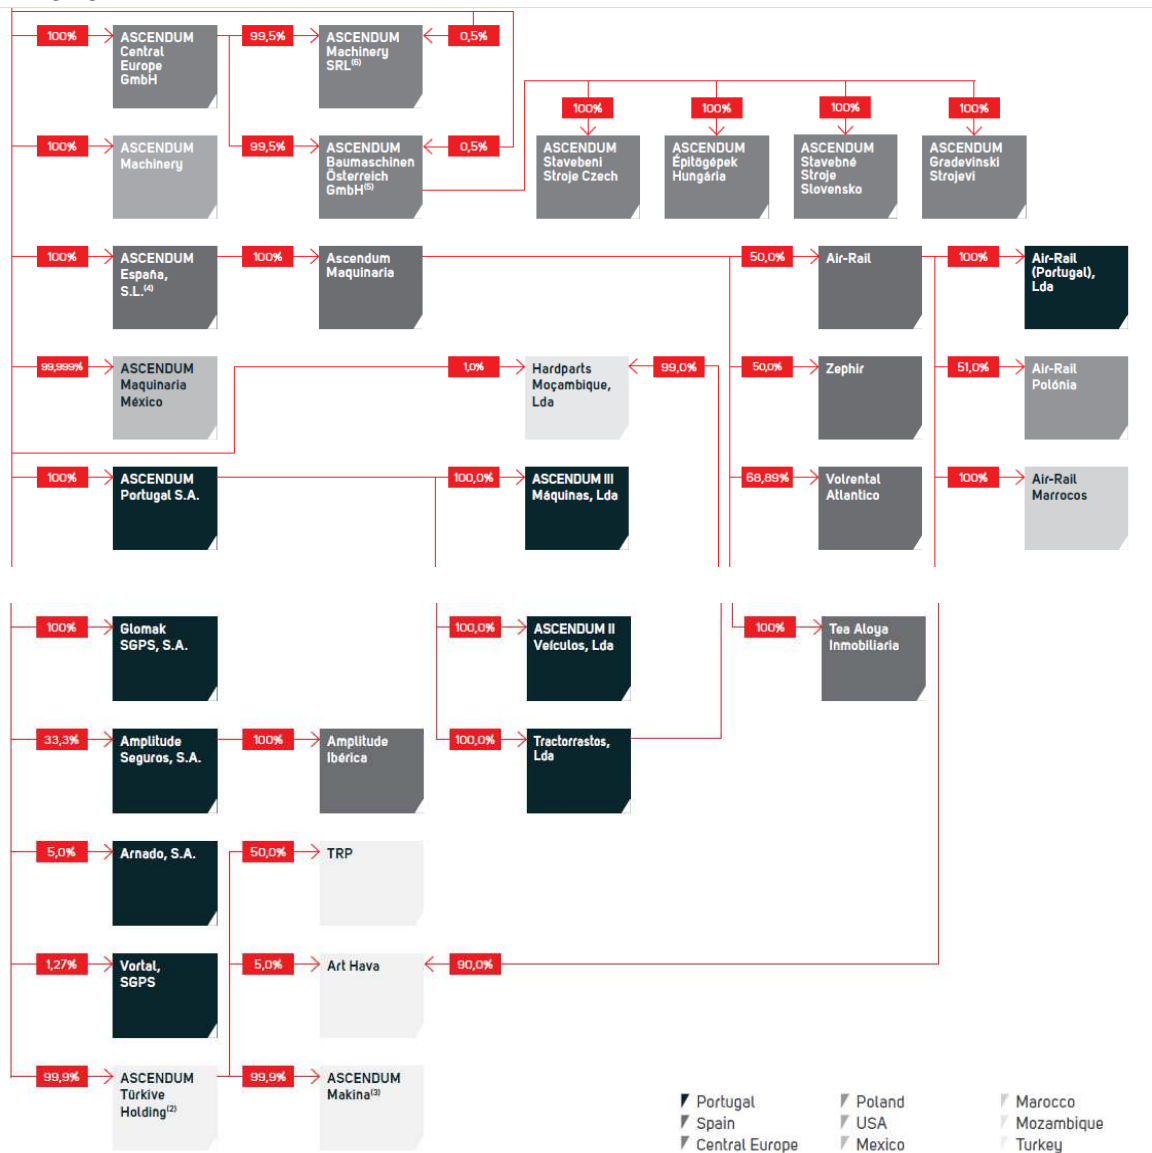 100%
ASCENDUM
Central
Europe
GmbH
99,5%
ASCENDUM
Machinery
SRL(6)
0,5%
100%
100%
100%
100%
100%
ASCENDUM
Machinery
99,5%
ASCENDUM
Baumaschinen
Österreich
GmbH(5)
0,5%
ASCENDUM
Stavebeni
Stroje Czech
ASCENDUM
Épitögépek
Hungária
ASCENDUM
Stavebné
Stroje
Slovensko
ASCENDUM
Gradevinski
Strojevi
100%
ASCENDUM
España,
S.L.(4)
100%
Ascendum
Maquinaria
50,0%
Air-Rail
100%
Air-Rail
(Portugal),
Lda
99,999%
ASCENDUM
Maquinaria
México
1,0%
Hardparts
Moçambique,
Lda
99,0%
50,0%
Zephir
51,0%
Air-Rail
Polónia
100%
ASCENDUM
Portugal S.A.
100,0%
ASCENDUM III
Máquinas, Lda
68,89%
Volrental
Atlantico
100%
Air-Rail
Marrocos
100%
Glomak
SGPS, S.A.
100,0%
ASCENDUM II
Veículos, Lda
100%
Tea Aloya
Inmobiliaria
33,3%
Amplitude
Seguros, S.A.
100%
Amplitude
Ibérica
100,0%
Tractorrastos,
Lda
5,0%
Arnado, S.A.
50,0%
TRP
1,27%
Vortal,
SGPS
5,0%
Art Hava
90,0%
99,9%
ASCENDUM
Türkive
Holding(2)
99,9%
ASCENDUM
Makina(3)
Portugal
Poland
Marocco
Spain
USA
Mozambique
Central Europe
Mexico
Turkey